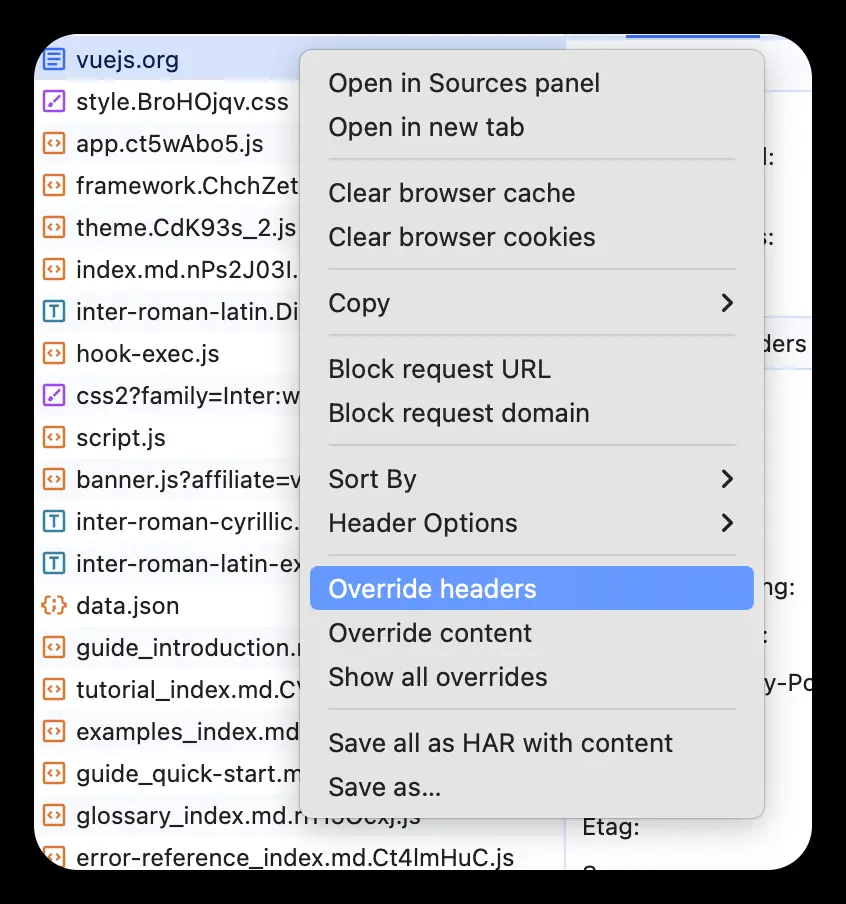 vuejs.org
style.BroHOjqv.css
app.ct5wAbo5.js
framework.ChchZet
theme.CdK93s_2.js
index.md.nPs2J03I.
inter-roman-latin.Di
hook-exec.js
css2?family=Inter:w
script.js
banner.js?affiliate=v
inter-roman-cyrillic.
inter-roman-latin-ex
data.json
guide_introduction.
tutorial_index.md.C
examples_index.md
guide_quick-start.m
error-reference_index.md.Ct4lmHuC.js
Open in Sources panel
Open in new tab
Clear browser cache
Clear browser cookies
Copy
Block request URL
Block request domain
Sort By
Header Options
Override headers
Override content
Show all overrides
Save all as HAR with content
Save as...
l:
s:
ders
ng:
:
y-Po
Etag: